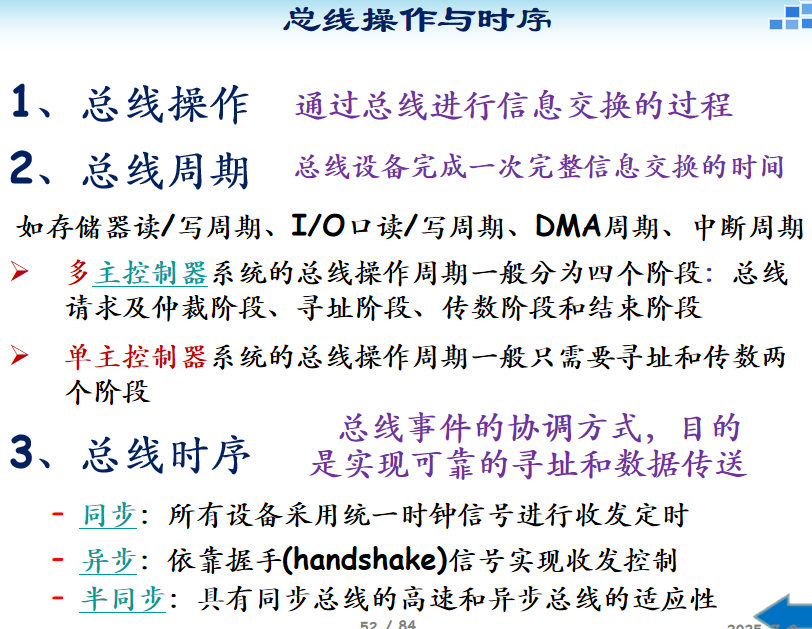 总线操作与时序
1、总线操作 通过总线进行信息交换的过程
2、总线周期 总线设备完成一次完整信息交换的时间
如存储器读/写周期、I/O口读/写周期、DMA周期、中断周期
➢ 多主控制器系统的总线操作周期一般分为四个阶段：总线
请求及仲裁阶段、寻址阶段、传数阶段和结束阶段
➢ 单主控制器系统的总线操作周期一般只需要寻址和传数两
个阶段
总线事件的协调方式，目的
3、总线时序 是实现可靠的寻址和数据传送
- 同步：所有设备采用统一时钟信号进行收发定时
- 异步：依靠握手(handshake)信号实现收发控制
- 半同步：具有同步总线的高速和异步总线的适应性
52 / 84